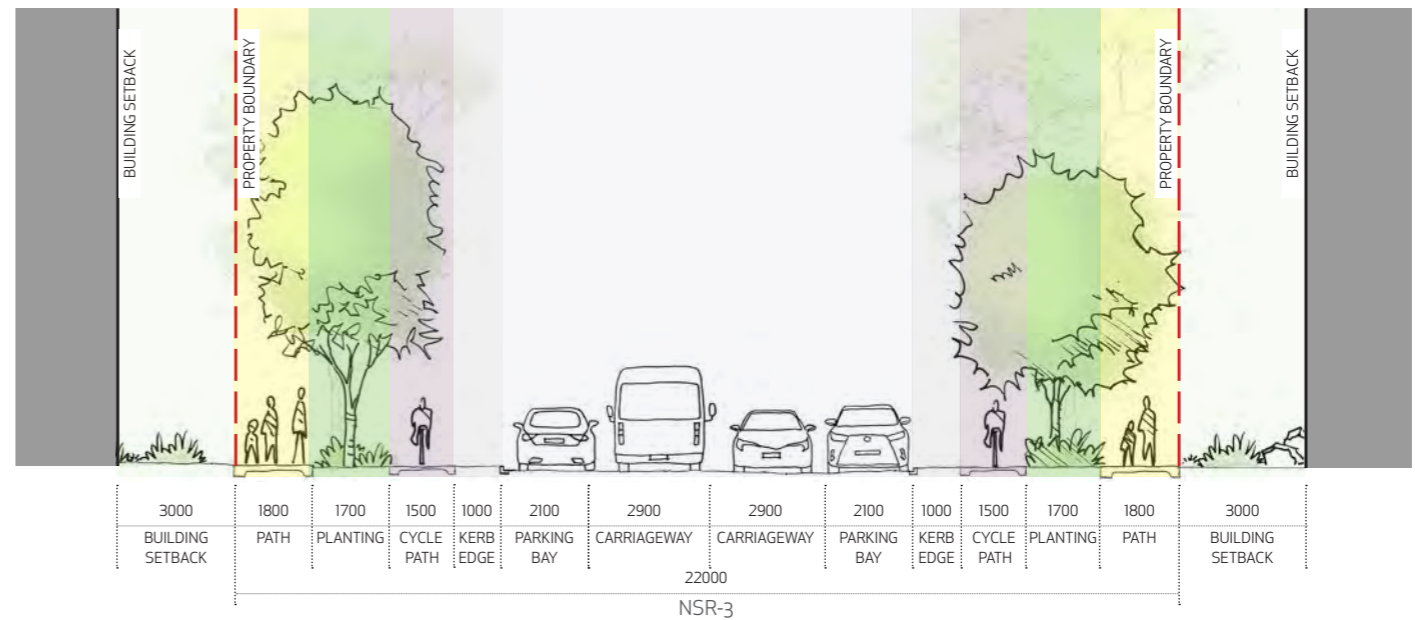 BUILDING SETBACK
PROPERTY BOUNDARY
PROPERTY BOUNDARY
BUILDING SETBACK
3000 1800 1700 1500 1000 2100 2900 2900 2100 1000 1500 1700 1800 3000
BUILDING PATH PLANTING CYCLE KERB PARKING CARRIAGEWAY CARRIAGEWAY PARKING KERB CYCLE PLANTING PATH BUILDING
SETBACK PATH EDGE BAY BAY EDGE PATH SETBACK
22000
NSR-3